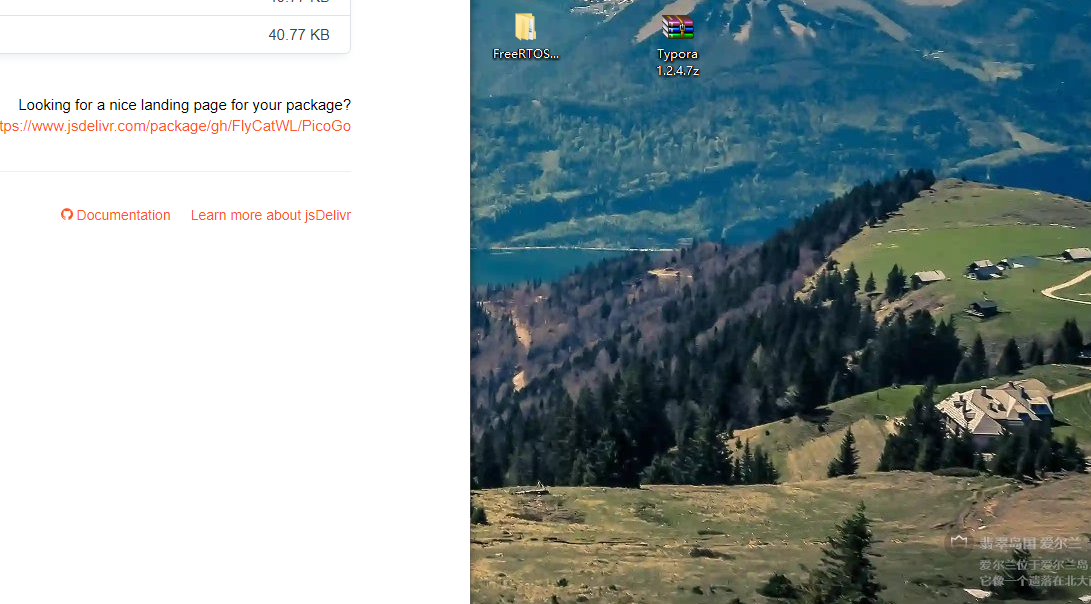 40.77 KB
40.77 KB
Looking for a nice landing page for your package?
tps://www.jsdelivr.com/package/gh/FlyCatWL/PicoGo
Documentation
Learn more about jsDelivr
FreeRTOS...
Typora
1.2.4.7z
翡翠岛国 爱尔兰
爱尔兰位于爱尔兰岛
它像一个遗落在北大